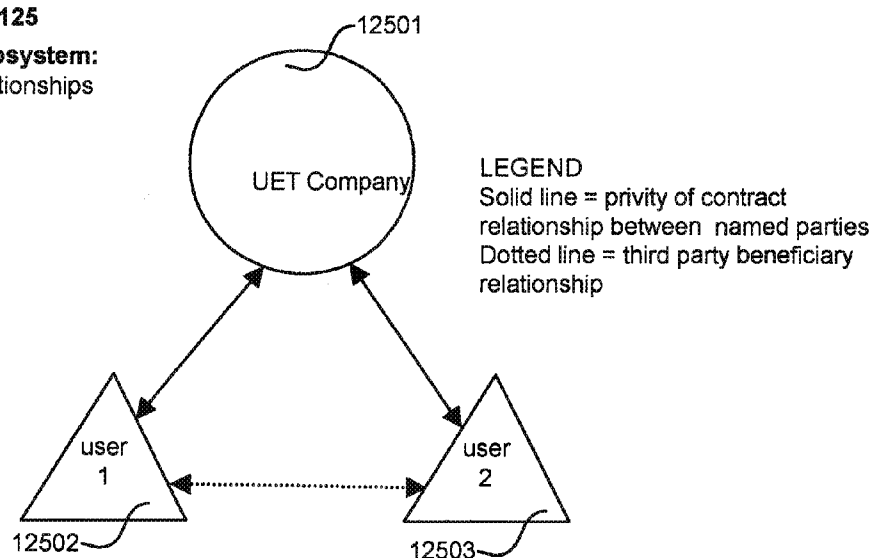 125
system:
tionships
12501
UET Company
LEGEND
Solid line = privity of contract
relationship between named parties
Dotted line = third party beneficiary
relationship
user
1
user
2
12502
12503